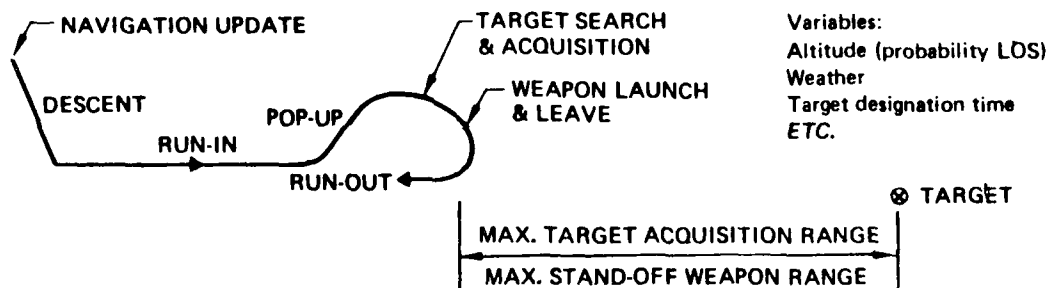 NAVIGATION UPDATE
DESCENT
RUN-IN
POP-UP
RUN-OUT
TARGET SEARCH
& ACQUISITION
WEAPON LAUNCH
& LEAVE
Variables:
Altitude (probability LOS)
Weather
Target designation time
ETC.
TARGET
MAX. TARGET ACQUISITION RANGE
MAX. STAND-OFF WEAPON RANGE